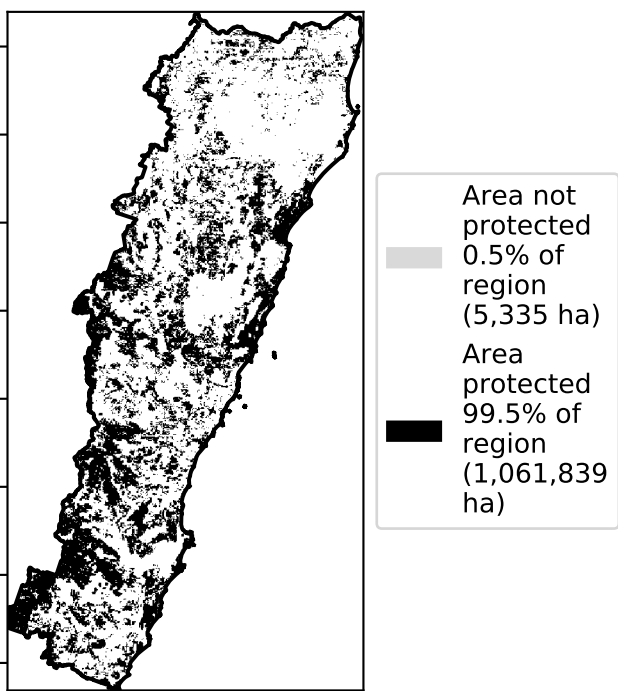 Area not
protected
0.5% of
region
(5,335 ha)
Area
protected
99.5% of
region
(1,061,839
ha)